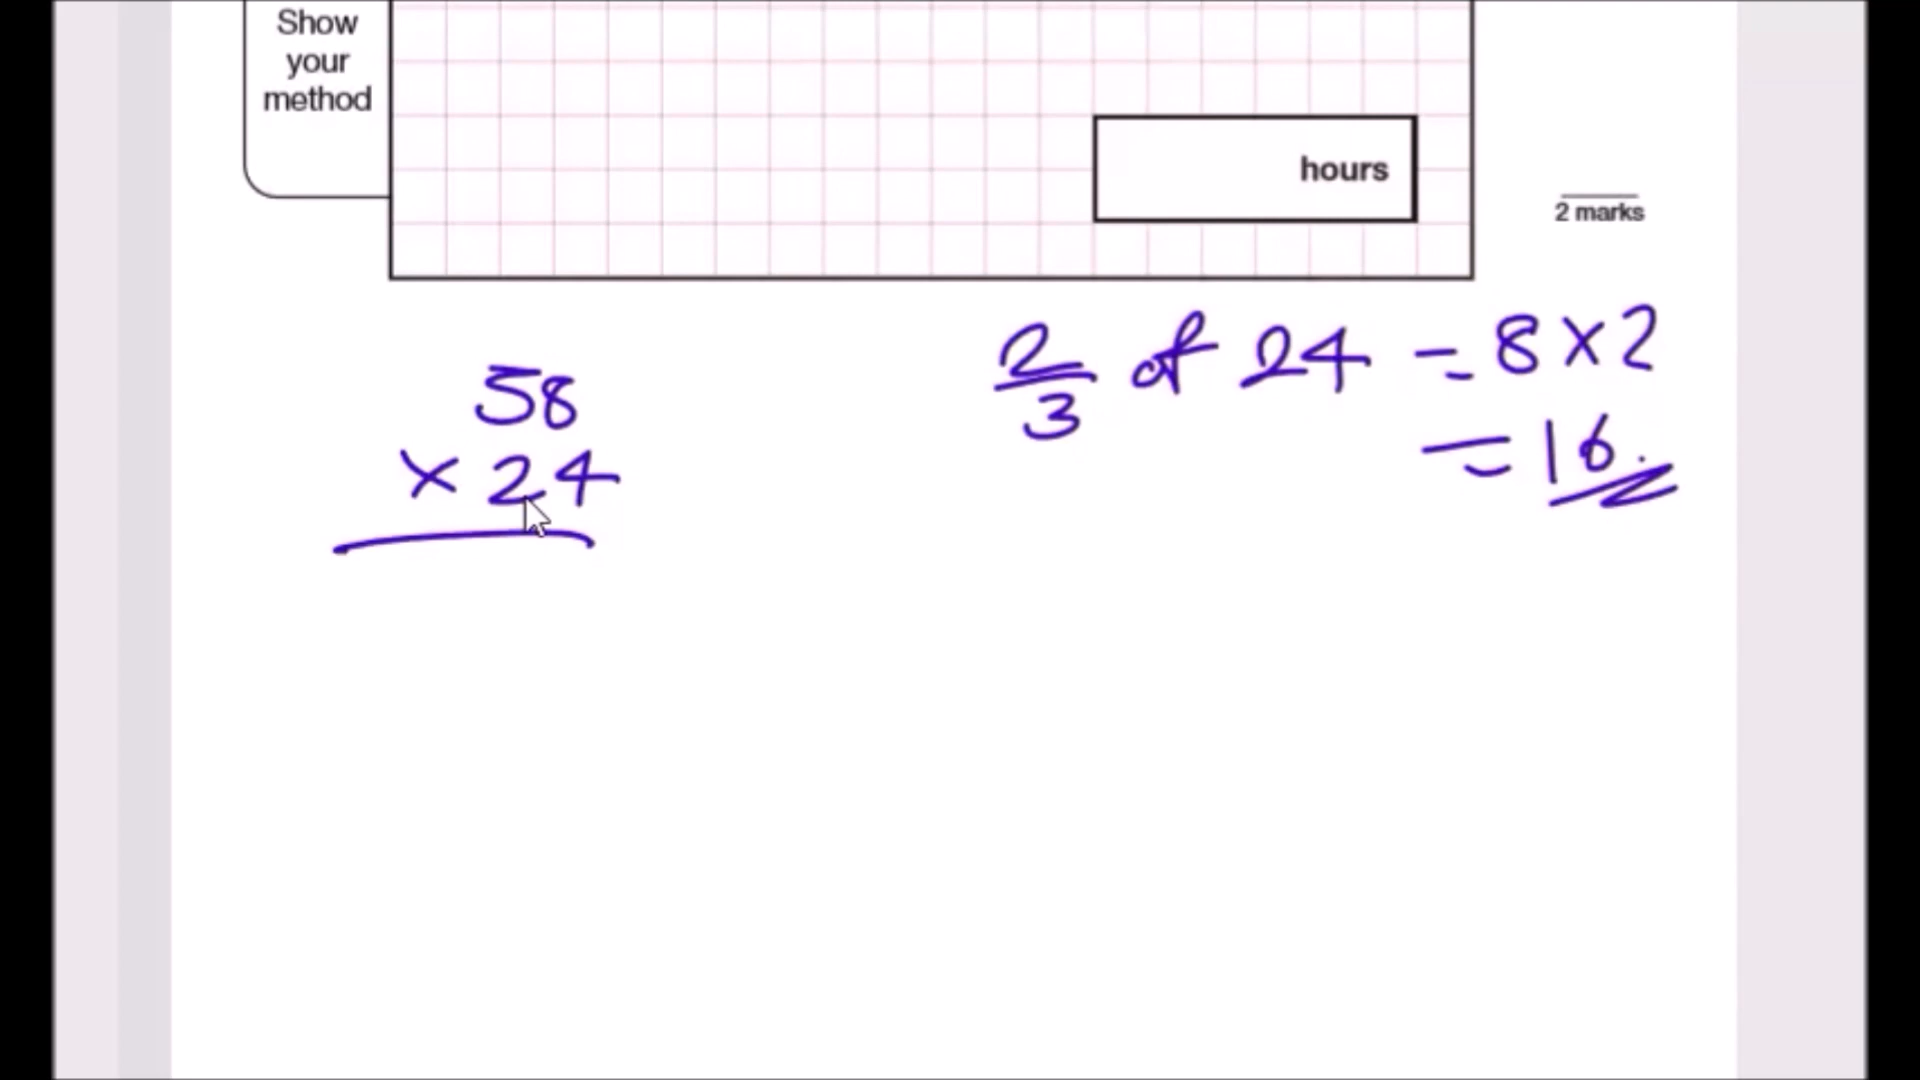 Show
your
method
hours
2 marks
58
× 24
2/3 of 24 = 8 × 2
= 16.